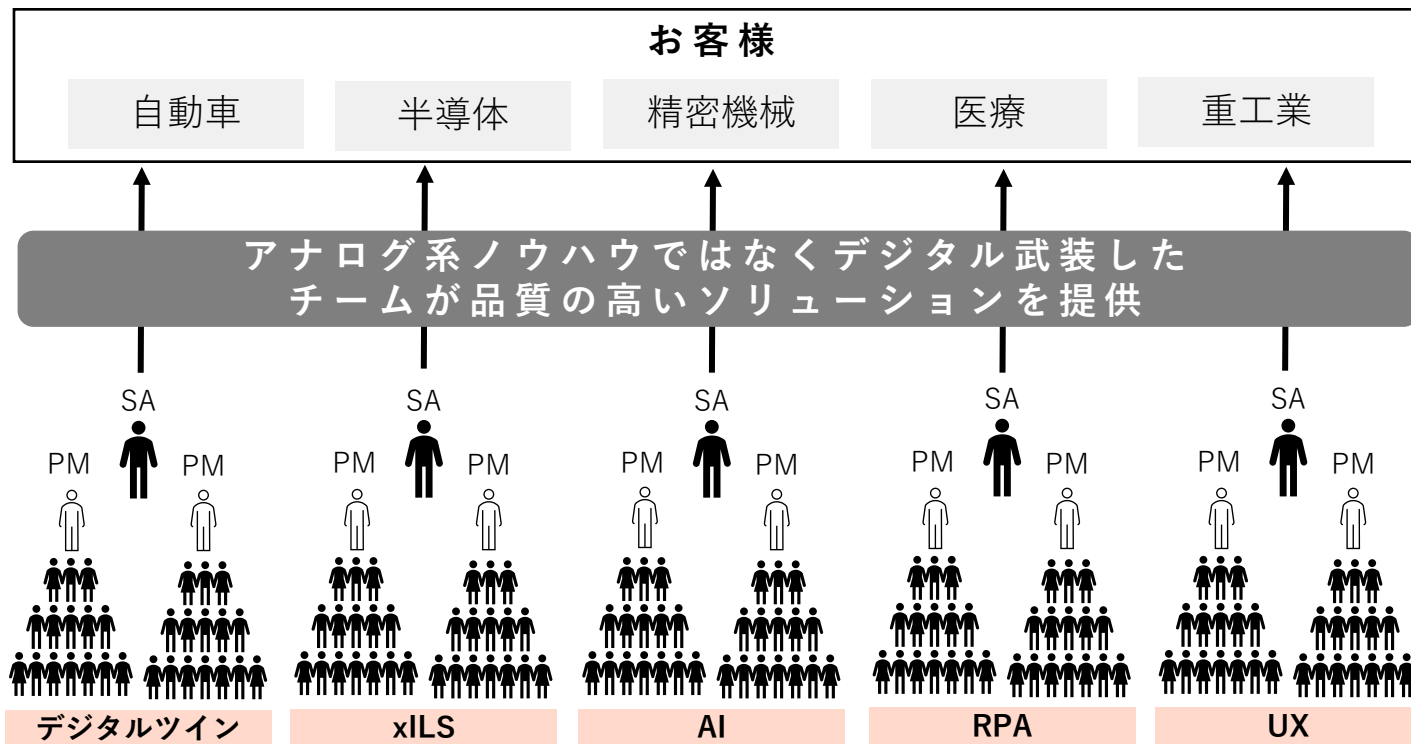 お客様
自動車 半導体 精密機械 医療 重工業
アナログ系ノウハウではなくデジタル武装した
チームが品質の高いソリューションを提供
SA SA SA SA SA
PM PM PM PM PM PM PM PM PM PM
デジタルツイン xILS AI RPA UX